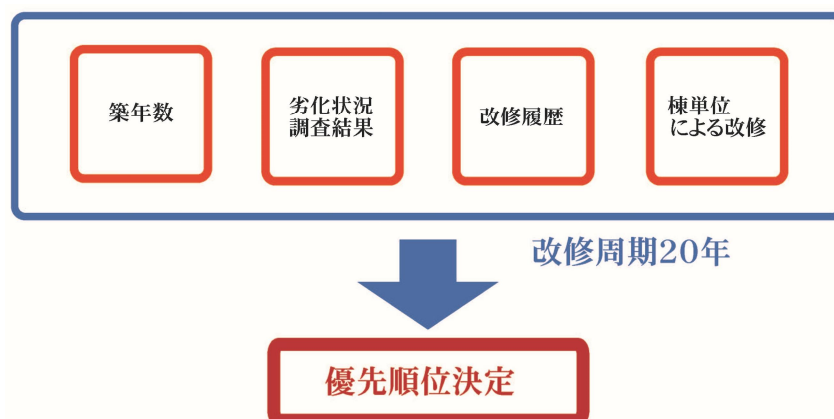 築年数
劣化状況
調査結果
改修履歴
棟単位
による改修
改修周期20年
優先順位決定